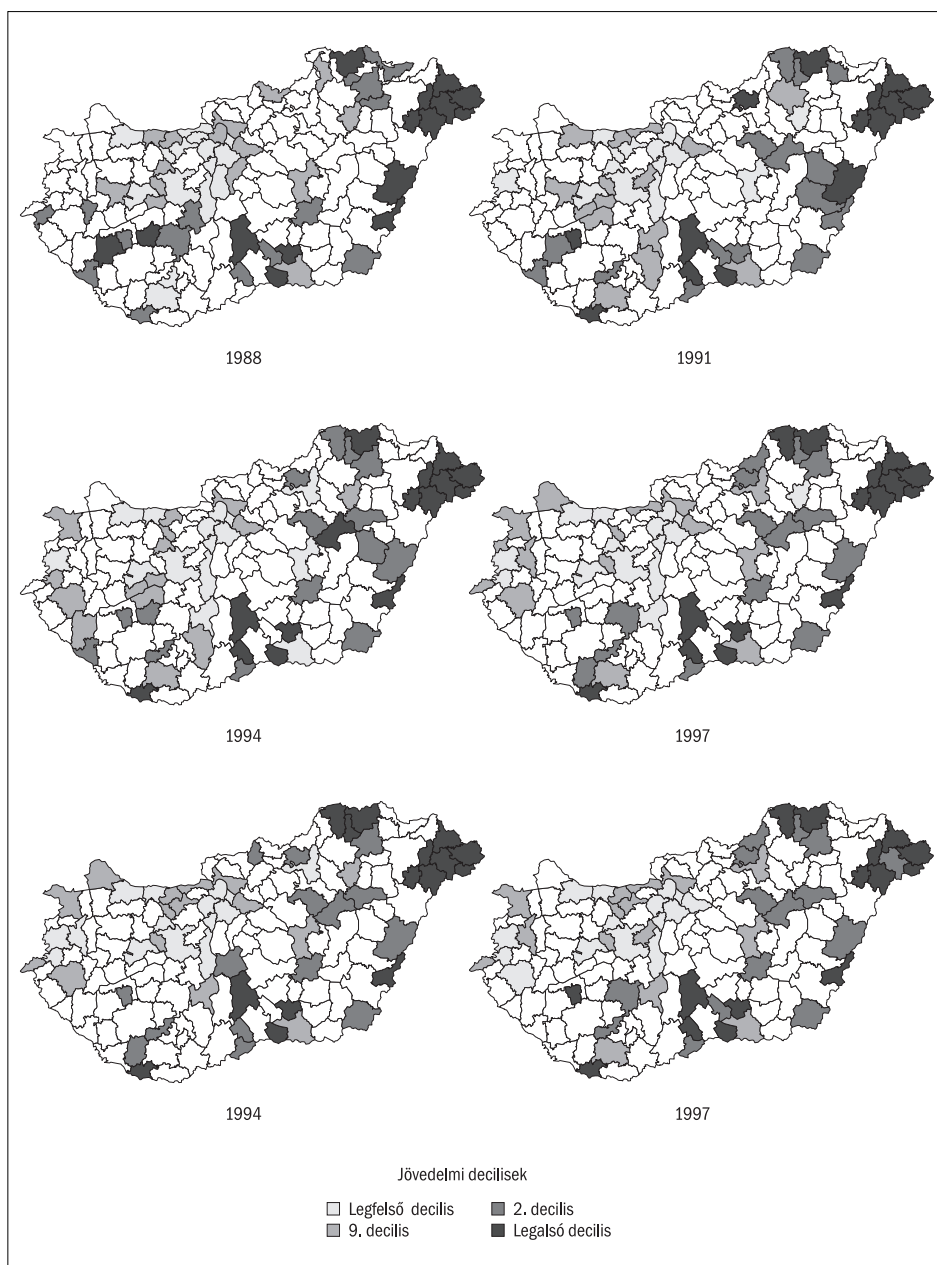 1988
1991
1994
1997
1994
1997
Jövedelmi decilisek
Legfelső decilis
2. decilis
9. decilis
Legalsó decilis